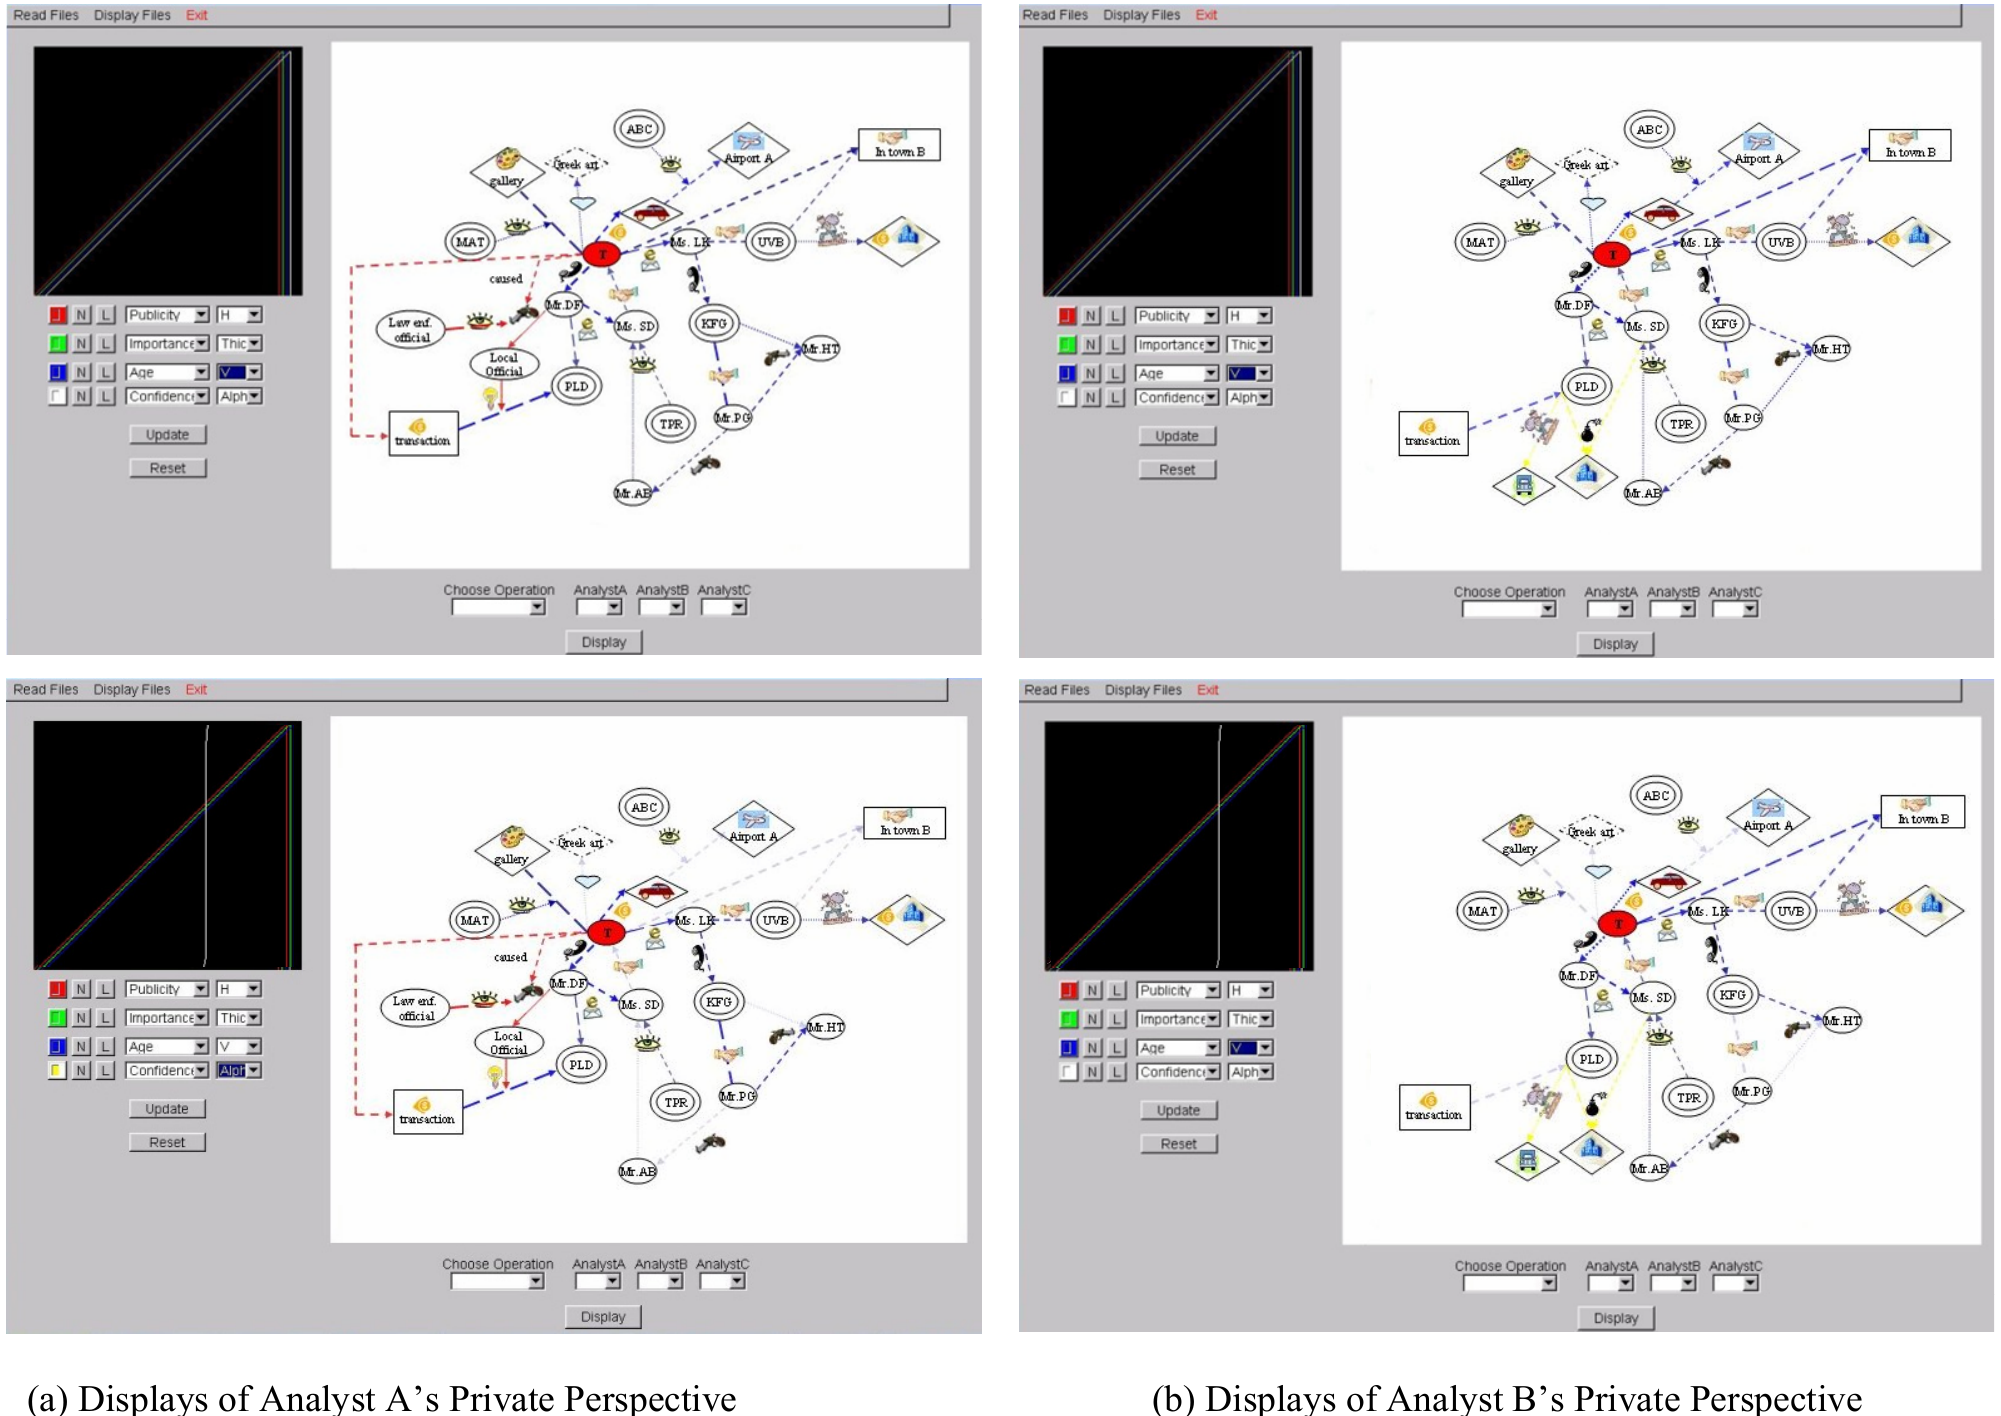 Read Files Display Files Exit
ABC
Airport A
In town B
Greek art
gallery
MAT
Ms. LK
UVB
T
caused
Mr.DF
Law enf.
official
Ms. SD
KFG
Mr.HT
Local
Official
PLD
transaction
TPR
Mr.PG
Mr.AB
N L Publicity H
N L Importance Thic
N L Age V
N L Confidence Alph
Update
Reset
Choose Operation AnalystA AnalystB AnalystC
Display
Read Files Display Files Exit
ABC
Airport A
In town B
Greek art
gallery
MAT
Ms. LK
UVB
T
Mr.DF
Ms. SD
KFG
Mr.HT
PLD
transaction
TPR
Mr.PG
Mr.AB
N L Publicity H
N L Importance Thic
N L Age V
N L Confidence Alph
Update
Reset
Choose Operation AnalystA AnalystB AnalystC
Display
Read Files Display Files Exit
ABC
Airport A
In town B
Greek art
gallery
MAT
Ms. LK
UVB
T
caused
Mr.DF
Law enf.
official
Ms. SD
KFG
Mr.HT
Local
Official
PLD
transaction
TPR
Mr.PG
Mr.AB
N L Publicity H
N L Importance Thic
N L Age V
N L Confidence Alph
Update
Reset
Choose Operation AnalystA AnalystB AnalystC
Display
Read Files Display Files Exit
ABC
Airport A
In town B
Greek art
gallery
MAT
Ms. LK
UVB
T
Mr.DF
Ms. SD
KFG
Mr.HT
PLD
transaction
TPR
Mr.PG
Mr.AB
N L Publicity H
N L Importance Thic
N L Age V
N L Confidence Alph
Update
Reset
Choose Operation AnalystA AnalystB AnalystC
Display
(a) Displays of Analyst A’s Private Perspective
(b) Displays of Analyst B’s Private Perspective